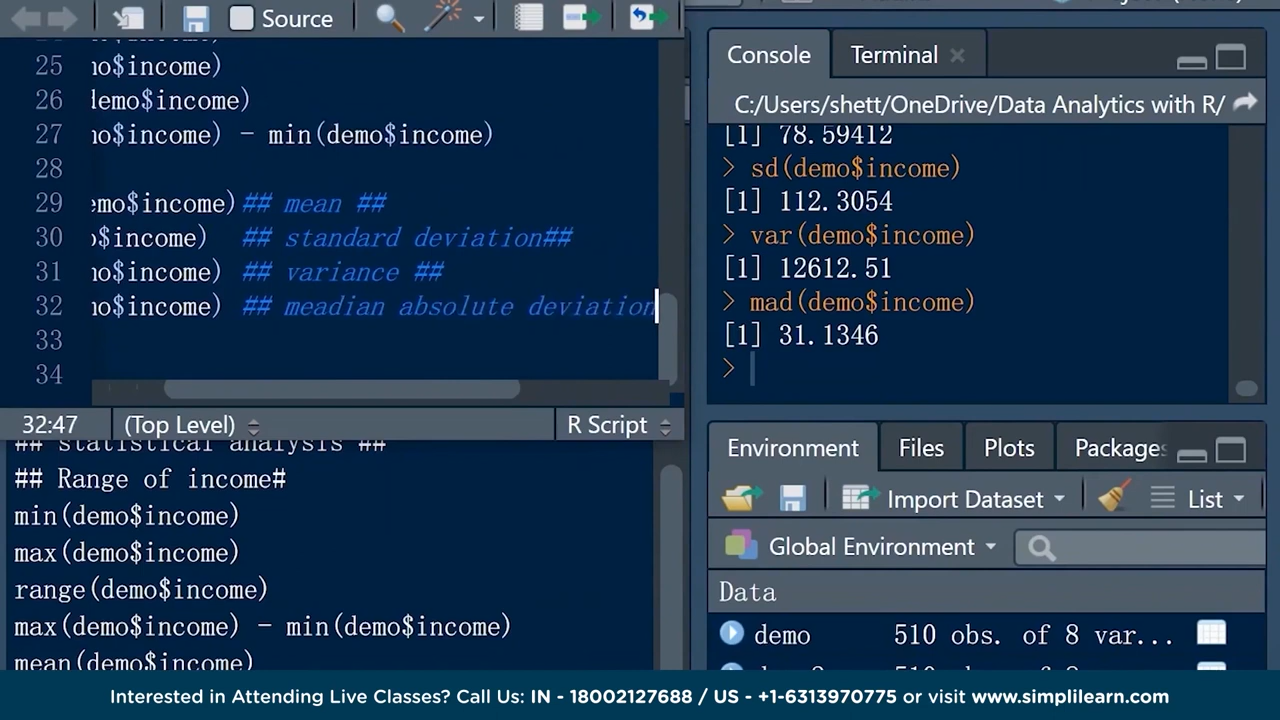 Source
25 mo$income)
26 demo$income)
27 mo$income) - min(demo$income)
28
29 emo$income)## mean ##
30 o$income) ## standard deviation##
31 mo$income) ## variance ##
32 mo$income) ## meadian absolute deviation
33
34
32:47 (Top Level) R Script
## statistical analysis ##
## Range of income#
min(demo$income)
max(demo$income)
range(demo$income)
max(demo$income) - min(demo$income)
mean(demo$income)
Console Terminal
C:/Users/shett/OneDrive/Data Analytics with R/
[1] 78.59412
> sd(demo$income)
[1] 112.3054
> var(demo$income)
[1] 12612.51
> mad(demo$income)
[1] 31.1346
>
Environment Files Plots Packages
Import Dataset List
Global Environment
Data
demo 510 obs. of 8 var...
Interested in Attending Live Classes? Call Us: IN - 18002127688 / US - +1-6313970775 or visit www.simplilearn.com